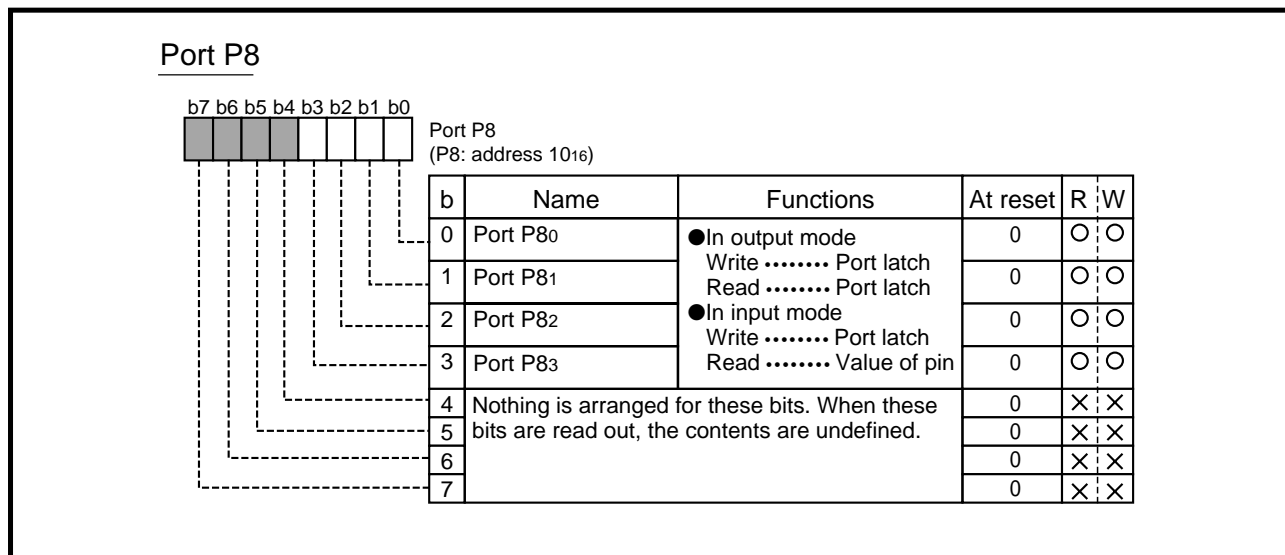 Port P8
b7 b6 b5 b4 b3 b2 b1 b0
Port P8
(P8: address 1016)
b Name Functions At reset R W
0 Port P80 ●In output mode 0 O O
Write •••••••• Port latch
1 Port P81 0 O O
Read •••••••• Port latch
2 Port P82 ●In input mode 0 O O
Write •••••••• Port latch
3 Port P83 Read •••••••• Value of pin 0 O O
4 Nothing is arranged for these bits. When these 0 × ×
5 bits are read out, the contents are undefined. 0 × ×
6 0 × ×
7 0 × ×